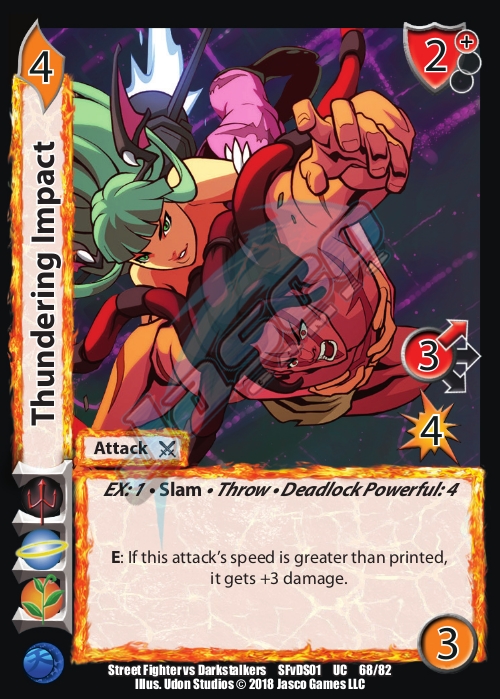 4
2
+
Thundering Impact
3
4
Attack
EX: 1 • Slam • Throw • Deadlock Powerful: 4
E: If this attack's speed is greater than printed,
it gets +3 damage.
3
Street Fighter vs Darkstalkers SFvDS01 UC 68/82
Illus. Udon Studios © 2018 Jasco Games LLC